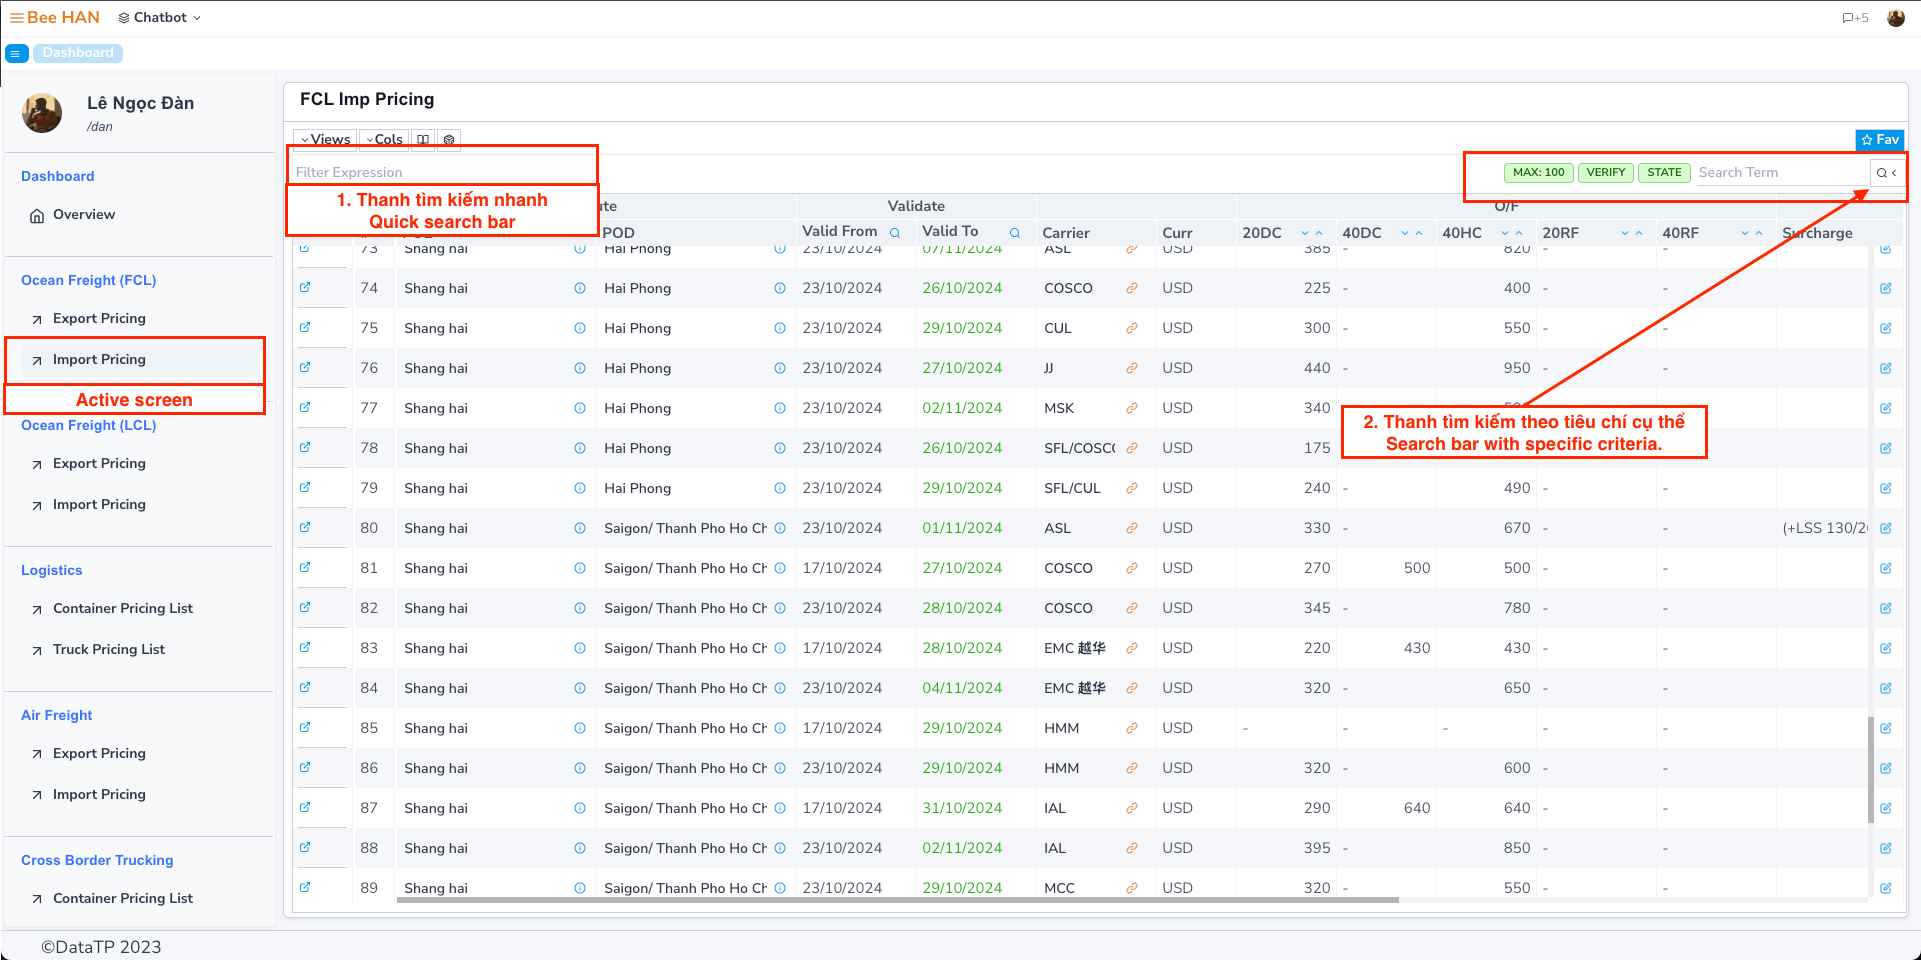 Bee HAN Chatbot +5
Dashboard
Lê Ngọc Đàn
/dan
Dashboard
Overview
Ocean Freight (FCL)
Export Pricing
Import Pricing
Active screen
Ocean Freight (LCL)
Export Pricing
Import Pricing
Logistics
Container Pricing List
Truck Pricing List
Air Freight
Export Pricing
Import Pricing
Cross Border Trucking
Container Pricing List
FCL Imp Pricing
Views Cols Fav
Filter Expression MAX: 100 VERIFY STATE Search Term
1. Thanh tìm kiếm nhanh
Quick search bar
Validate O/F
POD Valid From Valid To Carrier Curr 20DC 40DC 40HC 20RF 40RF Surcharge
73 Shang hai Hai Phong 23/10/2024 07/11/2024 ASL USD 385 - 820 - -
74 Shang hai Hai Phong 23/10/2024 26/10/2024 COSCO USD 225 - 400 - -
75 Shang hai Hai Phong 23/10/2024 29/10/2024 CUL USD 300 - 550 - -
76 Shang hai Hai Phong 23/10/2024 27/10/2024 JJ USD 440 - 950 - -
77 Shang hai Hai Phong 23/10/2024 02/11/2024 MSK USD 340
2. Thanh tìm kiếm theo tiêu chí cụ thể
Search bar with specific criteria.
78 Shang hai Hai Phong 23/10/2024 26/10/2024 SFL/COSCO USD 175
79 Shang hai Hai Phong 23/10/2024 29/10/2024 SFL/CUL USD 240 - 490 - -
80 Shang hai Saigon/ Thanh Pho Ho Ch 23/10/2024 01/11/2024 ASL USD 330 - 670 - - (+LSS 130/20
81 Shang hai Saigon/ Thanh Pho Ho Ch 17/10/2024 27/10/2024 COSCO USD 270 500 500 - -
82 Shang hai Saigon/ Thanh Pho Ho Ch 23/10/2024 28/10/2024 COSCO USD 345 - 780 - -
83 Shang hai Saigon/ Thanh Pho Ho Ch 17/10/2024 28/10/2024 EMC 越华 USD 220 430 430 - -
84 Shang hai Saigon/ Thanh Pho Ho Ch 23/10/2024 04/11/2024 EMC 越华 USD 320 - 650 - -
85 Shang hai Saigon/ Thanh Pho Ho Ch 17/10/2024 29/10/2024 HMM USD - - - - -
86 Shang hai Saigon/ Thanh Pho Ho Ch 23/10/2024 29/10/2024 HMM USD 320 - 600 - -
87 Shang hai Saigon/ Thanh Pho Ho Ch 17/10/2024 31/10/2024 IAL USD 290 640 640 - -
88 Shang hai Saigon/ Thanh Pho Ho Ch 23/10/2024 02/11/2024 IAL USD 395 - 850 - -
89 Shang hai Saigon/ Thanh Pho Ho Ch 23/10/2024 29/10/2024 MCC USD 320 - 550 - -
©DataTP 2023